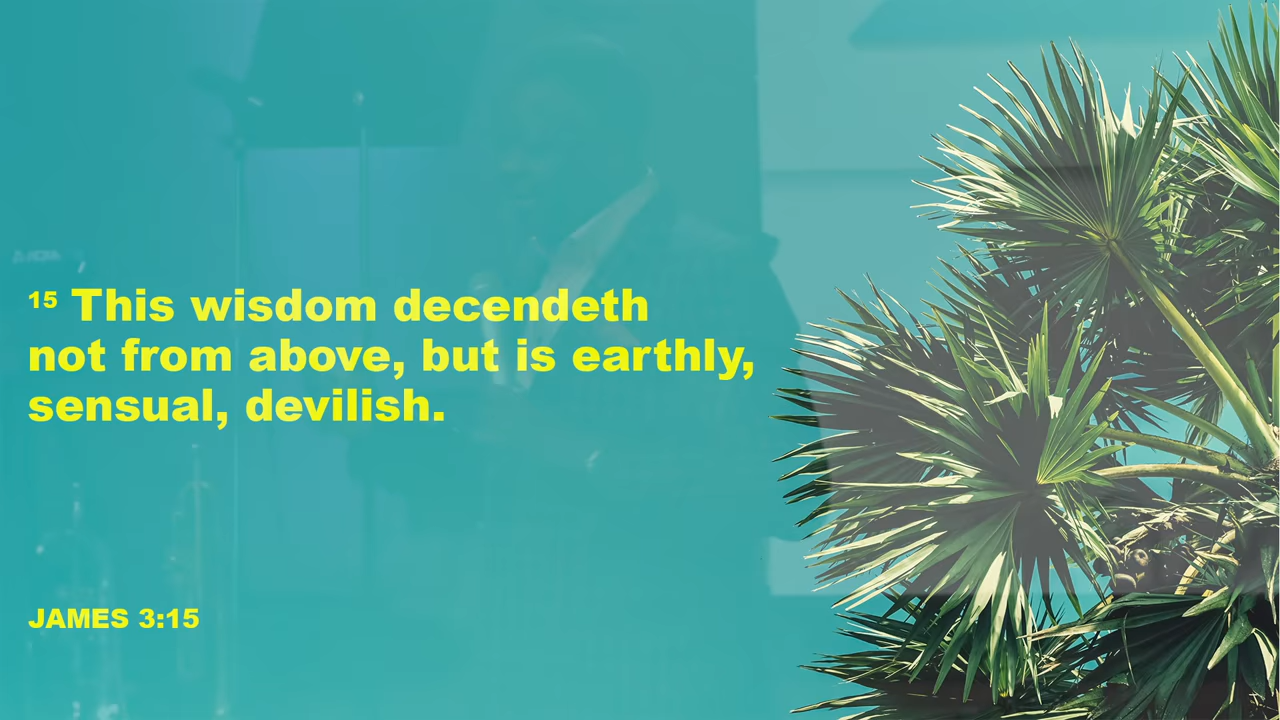 15 This wisdom decendeth
not from above, but is earthly,
sensual, devilish.
JAMES 3:15